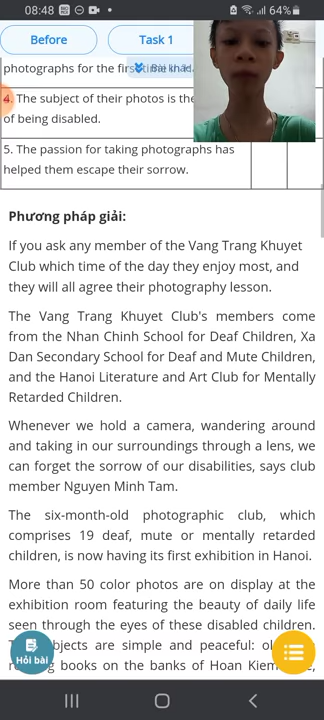 08:48
64%
Before
Task 1
photographs for the first time
4. The subject of their photos is the
of being disabled.
5. The passion for taking photographs has
helped them escape their sorrow.
Phương pháp giải:
If you ask any member of the Vang Trang Khuyet
Club which time of the day they enjoy most, and
they will all agree their photography lesson.
The Vang Trang Khuyet Club's members come
from the Nhan Chinh School for Deaf Children, Xa
Dan Secondary School for Deaf and Mute Children,
and the Hanoi Literature and Art Club for Mentally
Retarded Children.
Whenever we hold a camera, wandering around
and taking in our surroundings through a lens, we
can forget the sorrow of our disabilities, says club
member Nguyen Minh Tam.
The six-month-old photographic club, which
comprises 19 deaf, mute or mentally retarded
children, is now having its first exhibition in Hanoi.
More than 50 color photos are on display at the
exhibition room featuring the beauty of daily life
seen through the eyes of these disabled children.
are simple and peaceful:
books on the banks of Hoan
Hỏi bài